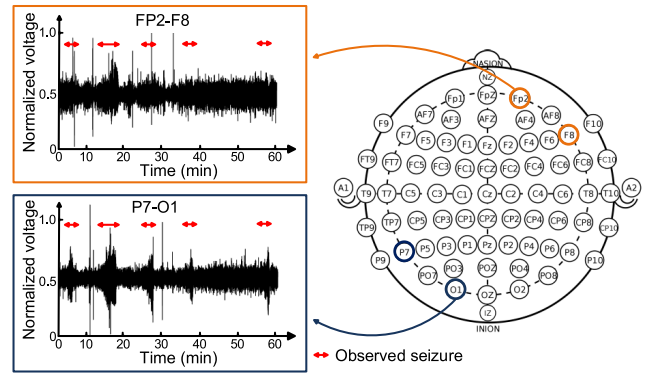 FP2-F8
Normalized voltage
1.0
0.5
0
0 10 20 30 40 50 60
Time (min)
P7-O1
Normalized voltage
1.0
0.5
0
0 10 20 30 40 50 60
Time (min)
Observed seizure
NASION
NZ
Fp1 FpZ Fp2
AF7 AF3 AFZ AF4 AF8
F9 F7 F5 F3 F1 Fz F2 F4 F6 F8 F10
FT9 FT7 FC5 FC3 FC1 FCZ FC2 FC4 FC6 FC8 FC10
A1 T9 T7 C5 C3 C1 Cz C2 C4 C6 T8 T10 A2
TP9 TP7 CP5 CP3 CP1 CPZ CP2 CP4 CP6 CP8 CP10
P9 P7 P5 P3 P1 Pz P2 P4 P6 P8 P10
PO7 PO3 POZ PO4 PO8
O1 OZ O2
IZ
INION